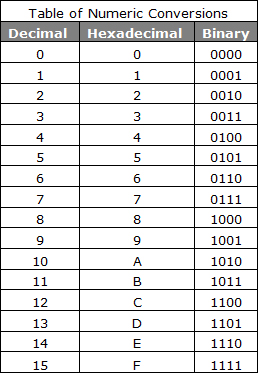 Table of Numeric Conversions
Decimal Hexadecimal Binary
0 0 0000
1 1 0001
2 2 0010
3 3 0011
4 4 0100
5 5 0101
6 6 0110
7 7 0111
8 8 1000
9 9 1001
10 A 1010
11 B 1011
12 C 1100
13 D 1101
14 E 1110
15 F 1111